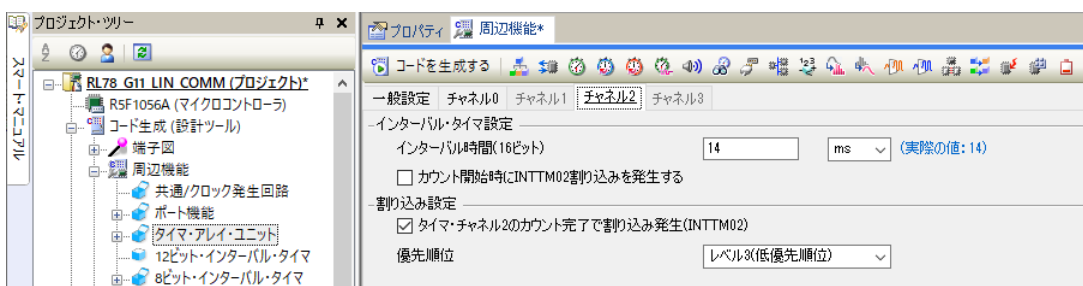 プロジェクト・ツリー
スマートマニュアル
RL78_G11_LIN_COMM (プロジェクト)*
R5F1056A (マイクロコントローラ)
コード生成 (設計ツール)
端子図
周辺機能
共通/クロック発生回路
ポート機能
タイマ・アレイ・ユニット
12ビット・インターバル・タイマ
8ビット・インターバル・タイマ
プロパティ 周辺機能*
コードを生成する
一般設定 チャネル0 チャネル1 チャネル2 チャネル3
インターバル・タイマ設定
インターバル時間(16ビット) 14 ms (実際の値: 14)
カウント開始時にINTTM02割り込みを発生する
割り込み設定
タイマ・チャネル2のカウント完了で割り込み発生(INTTM02)
優先順位 レベル3(低優先順位)